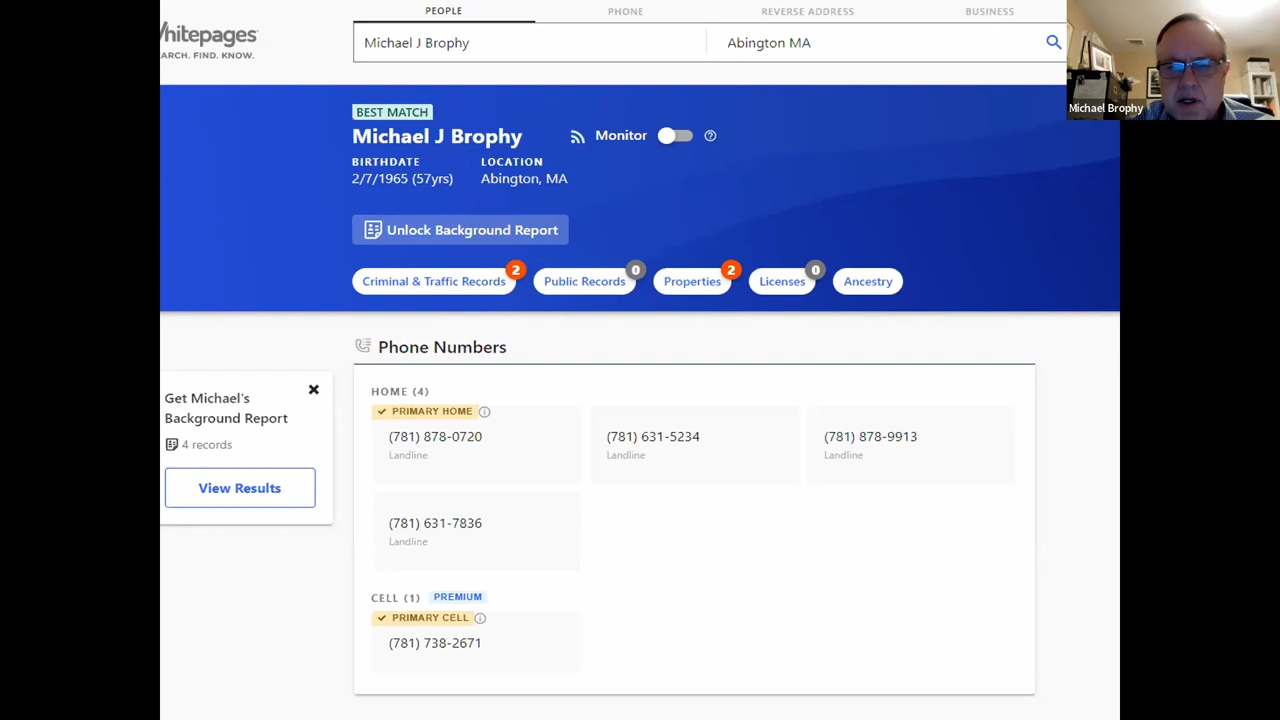 PEOPLE
PHONE
REVERSE ADDRESS
BUSINESS
hitepages
ARCH. FIND. KNOW.
Michael J Brophy
Abington MA
Michael Brophy
BEST MATCH
Michael J Brophy
Monitor
BIRTHDATE
LOCATION
2/7/1965 (57yrs)
Abington, MA
Unlock Background Report
Criminal & Traffic Records 2
Public Records 0
Properties 2
Licenses 0
Ancestry
Phone Numbers
Get Michael's
Background Report
4 records
View Results
HOME (4)
PRIMARY HOME
(781) 878-0720
Landline
(781) 631-5234
Landline
(781) 878-9913
Landline
(781) 631-7836
Landline
CELL (1) PREMIUM
PRIMARY CELL
(781) 738-2671